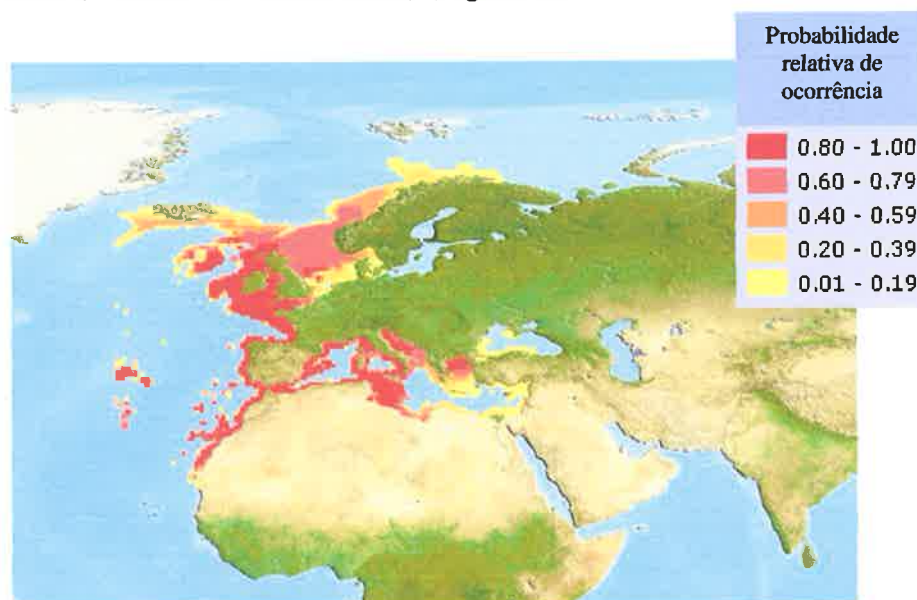 Probabilidade
relativa de
ocorrência
0.80 - 1.00
0.60 - 0.79
0.40 - 0.59
0.20 - 0.39
0.01 - 0.19